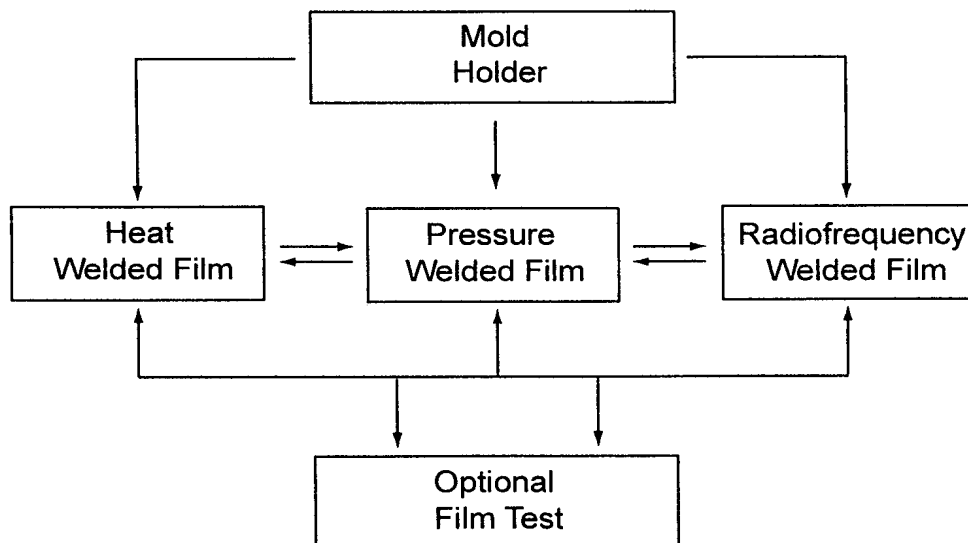 Mold
Holder
Heat
Welded Film
Pressure
Welded Film
Radiofrequency
Welded Film
Optional
Film Test